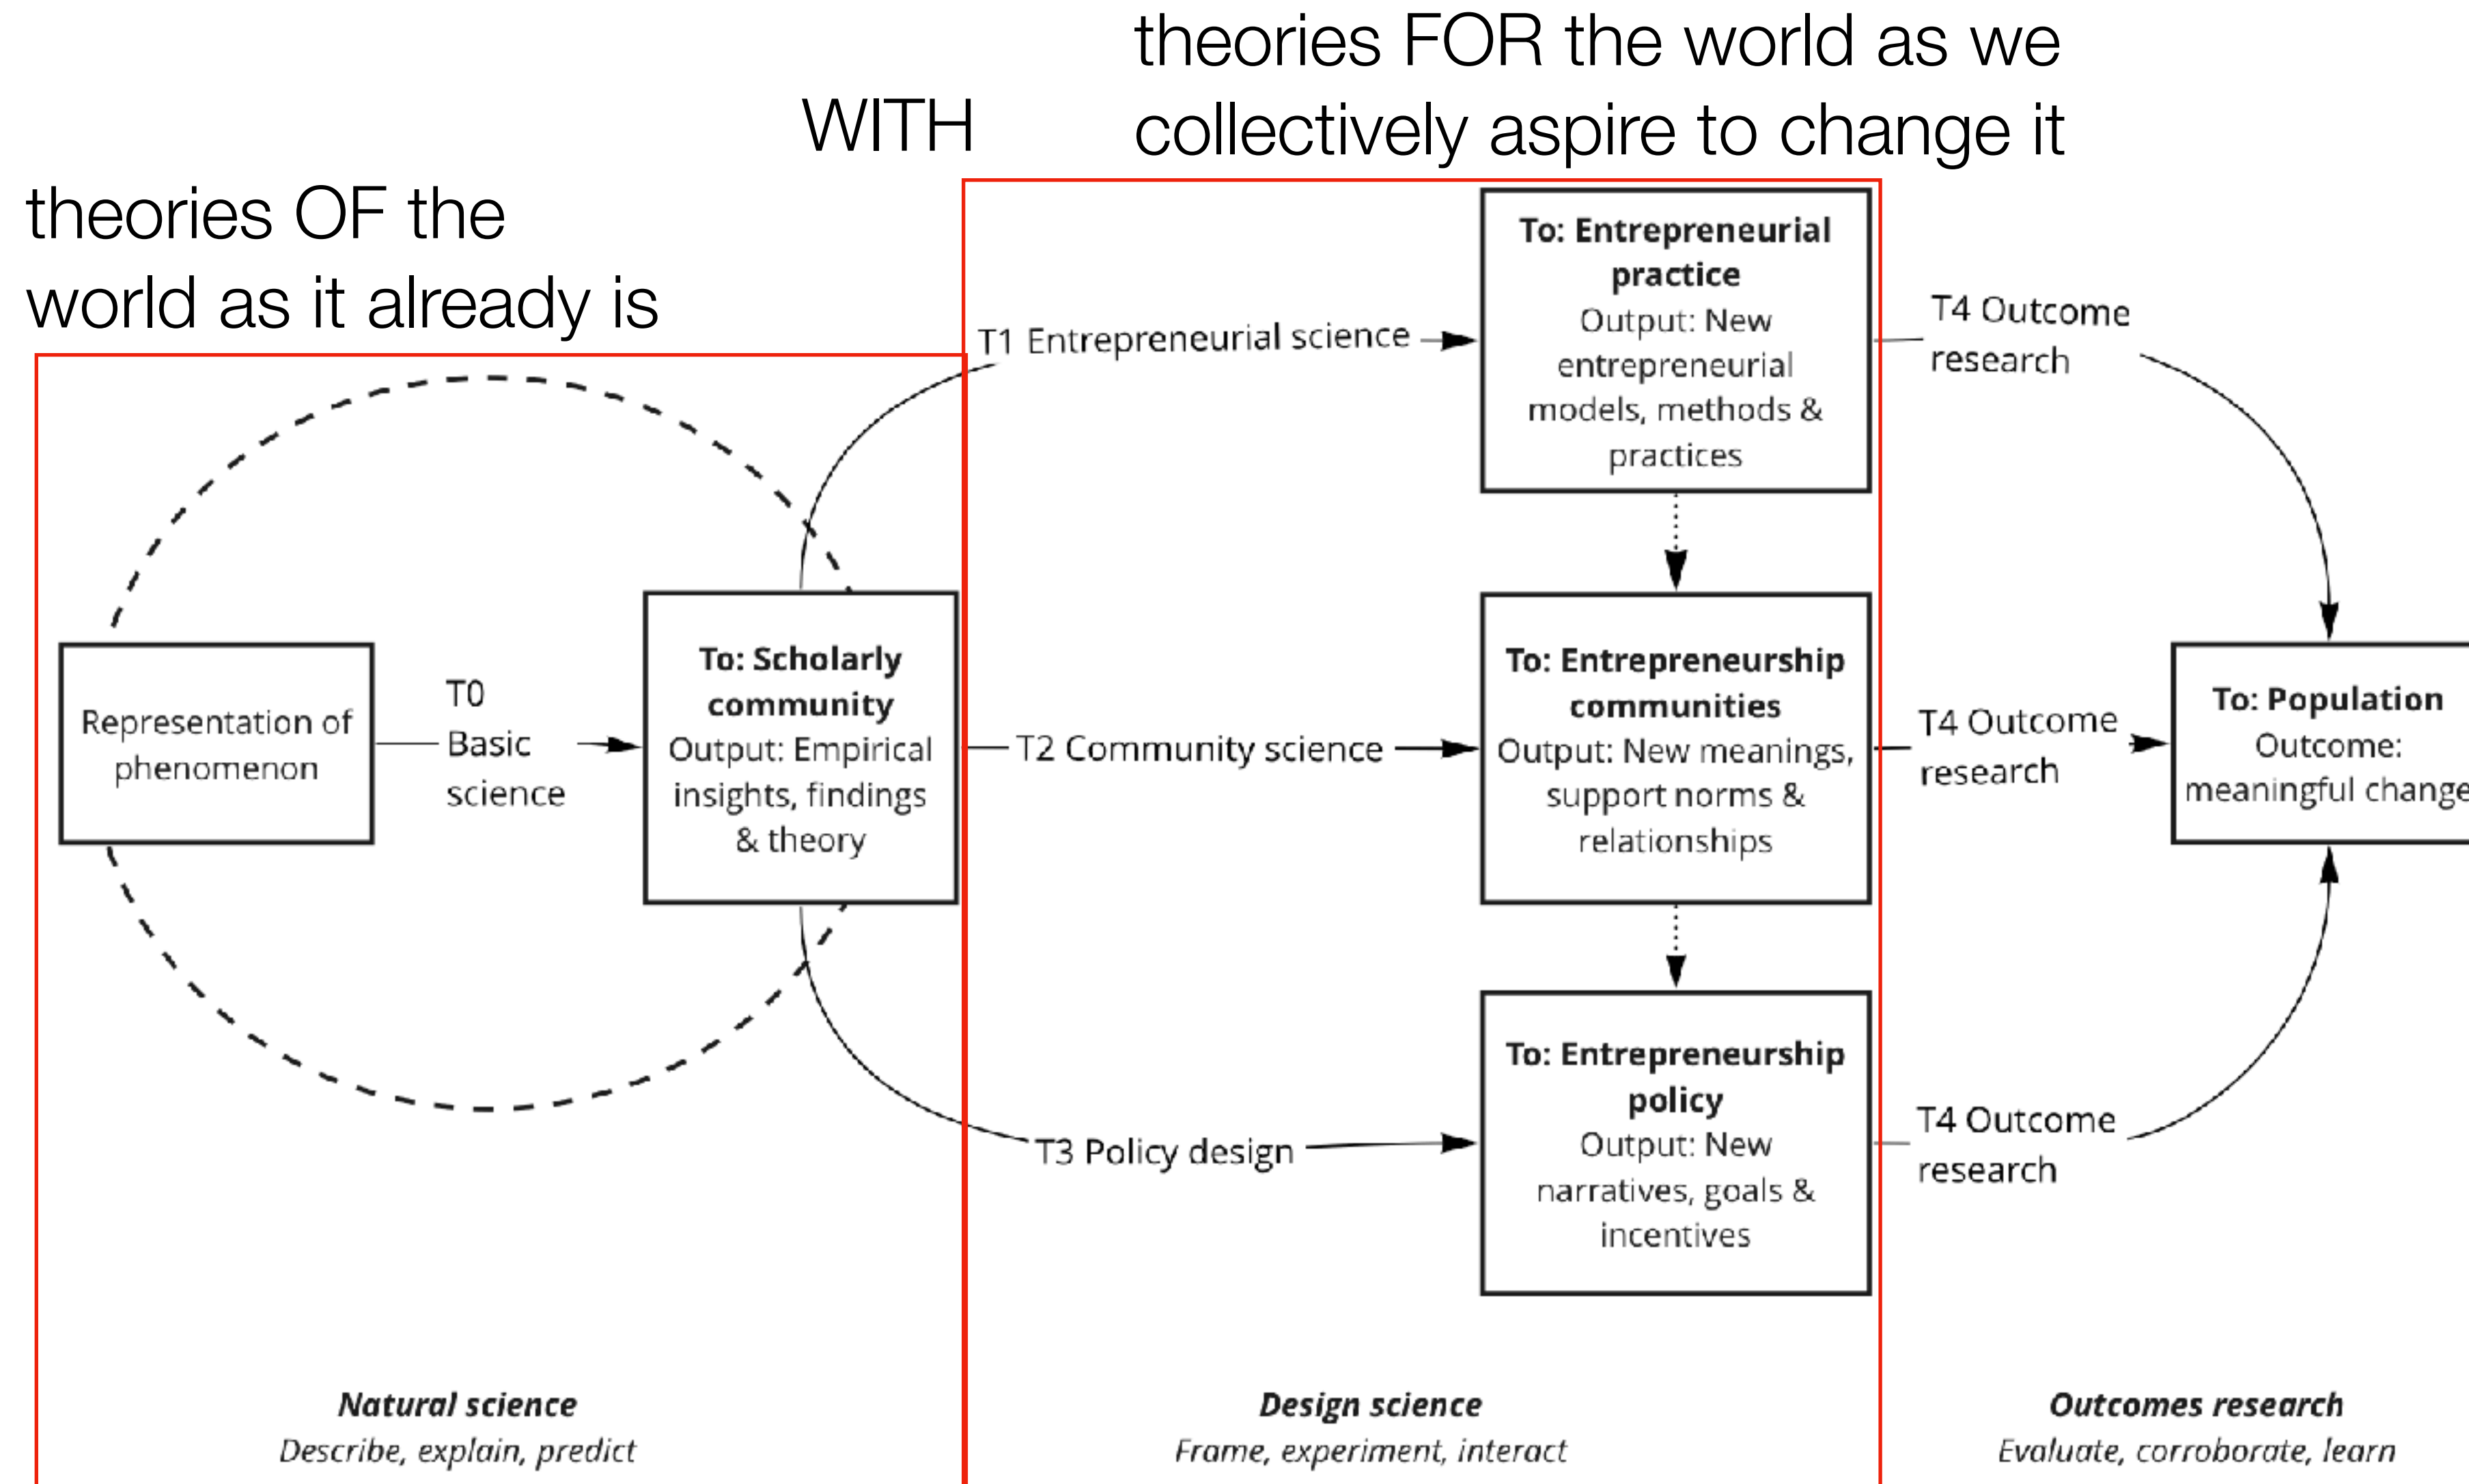 theories FOR the world as we
collectively aspire to change it
WITH
theories OF the
world as it already is
Representation of
phenomenon
T0
Basic
science
To: Scholarly
community
Output: Empirical
insights, findings
& theory
T1 Entrepreneurial science
T2 Community science
T3 Policy design
To: Entrepreneurial
practice
Output: New
entrepreneurial
models, methods &
practices
To: Entrepreneurship
communities
Output: New meanings,
support norms &
relationships
To: Entrepreneurship
policy
Output: New
narratives, goals &
incentives
T4 Outcome
research
T4 Outcome
research
T4 Outcome
research
To: Population
Outcome:
meaningful change
Natural science
Describe, explain, predict
Design science
Frame, experiment, interact
Outcomes research
Evaluate, corroborate, learn